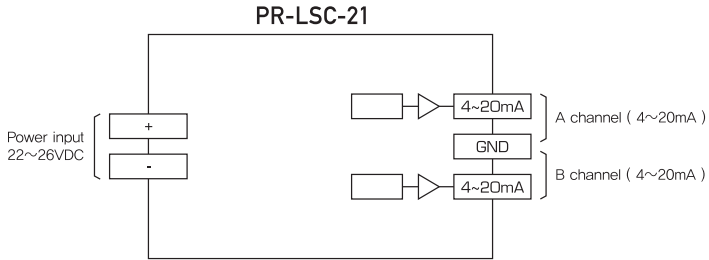 PR-LSC-21
Power input
22～26VDC
+
-
4~20mA
GND
4~20mA
A channel ( 4～20mA )
B channel ( 4～20mA )